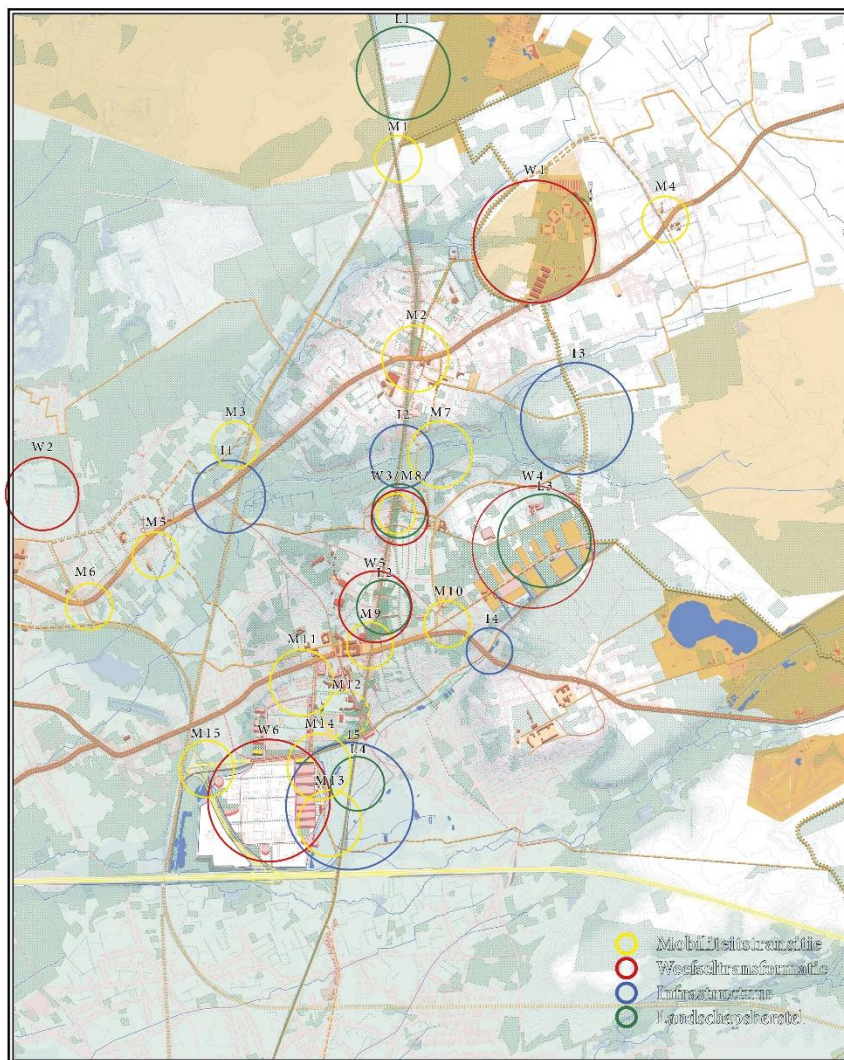 L1
M1
W1
M4
M2
I3
M3
I2
M7
I1
W2
W3/M8/
W4
L3
M5
W5
L2
M6
M10
M9
I4
M11
M12
M14
M15
W6
I5
L4
M13
Mobiliteitstransitie
Weefseltransformatie
Infrastructuur
Landschapsherstel